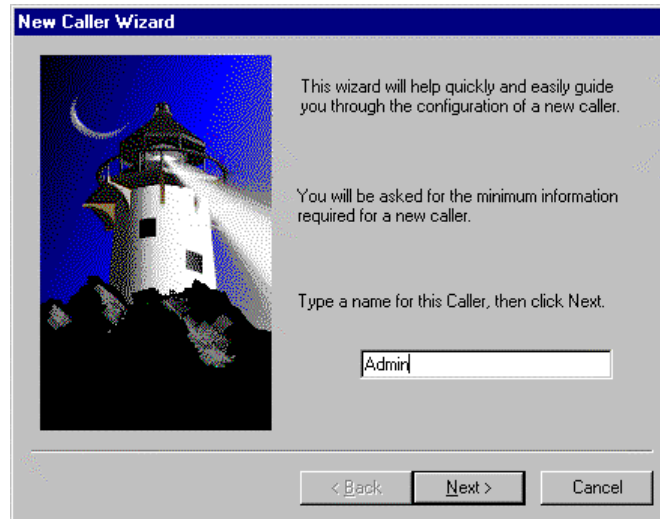 New Caller Wizard
This wizard will help quickly and easily guide
you through the configuration of a new caller.
You will be asked for the minimum information
required for a new caller.
Type a name for this Caller, then click Next.
Admin
< Back
Next >
Cancel